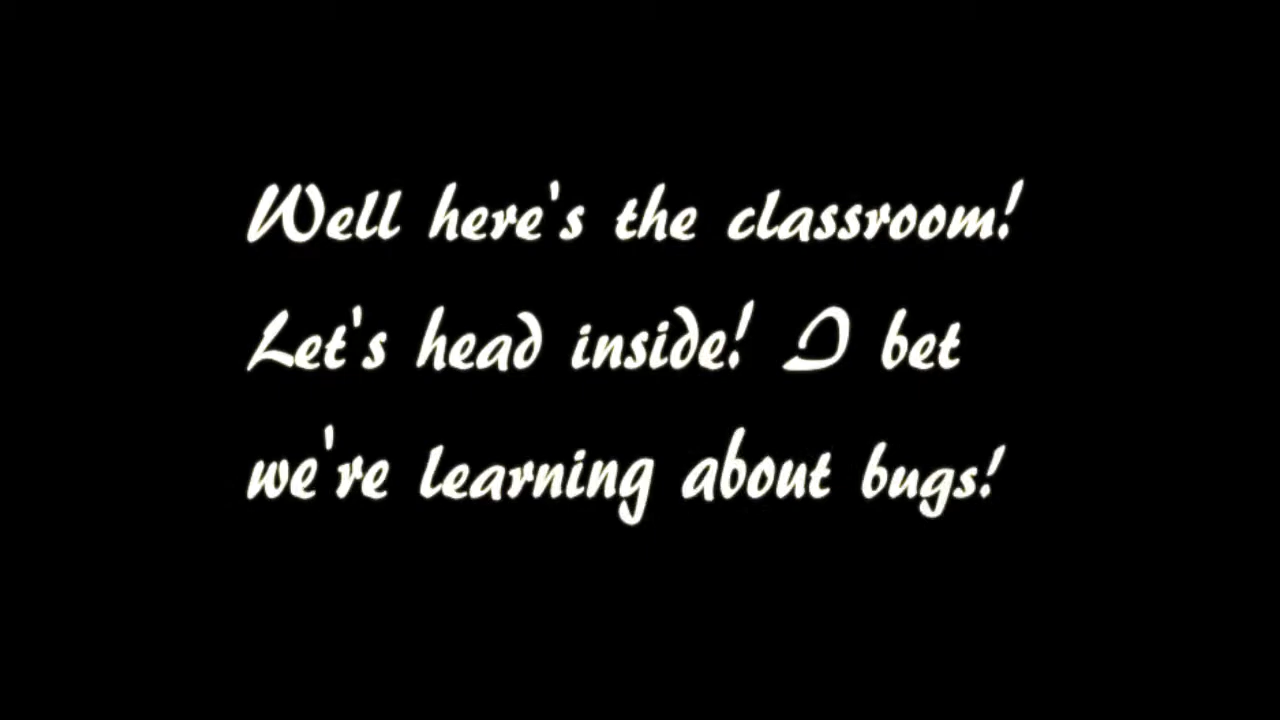 Well here's the classroom!
Let's head inside! I bet
we're learning about bugs!